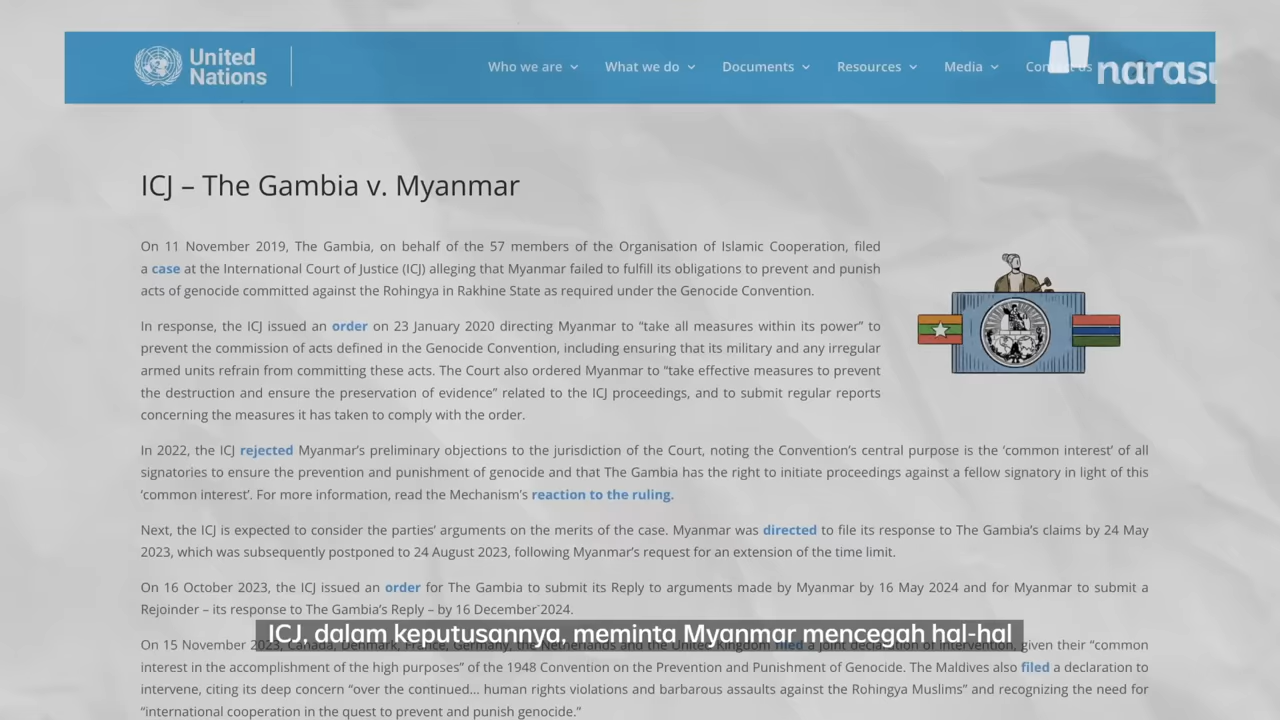 United
Nations
Who we are
What we do
Documents
Resources
Media
narasu
ICJ – The Gambia v. Myanmar
On 11 November 2019, The Gambia, on behalf of the 57 members of the Organisation of Islamic Cooperation, filed
a case at the International Court of Justice (ICJ) alleging that Myanmar failed to fulfill its obligations to prevent and punish
acts of genocide committed against the Rohingya in Rakhine State as required under the Genocide Convention.
In response, the ICJ issued an order on 23 January 2020 directing Myanmar to “take all measures within its power” to
prevent the commission of acts defined in the Genocide Convention, including ensuring that its military and any irregular
armed units refrain from committing these acts. The Court also ordered Myanmar to “take effective measures to prevent
the destruction and ensure the preservation of evidence” related to the ICJ proceedings, and to submit regular reports
concerning the measures it has taken to comply with the order.
In 2022, the ICJ rejected Myanmar’s preliminary objections to the jurisdiction of the Court, noting the Convention’s central purpose is the ‘common interest’ of all
signatories to ensure the prevention and punishment of genocide and that The Gambia has the right to initiate proceedings against a fellow signatory in light of this
‘common interest’. For more information, read the Mechanism’s reaction to the ruling.
Next, the ICJ is expected to consider the parties’ arguments on the merits of the case. Myanmar was directed to file its response to The Gambia’s claims by 24 May
2023, which was subsequently postponed to 24 August 2023, following Myanmar’s request for an extension of the time limit.
On 16 October 2023, the ICJ issued an order for The Gambia to submit its Reply to arguments made by Myanmar by 16 May 2024 and for Myanmar to submit a
Rejoinder – its response to The Gambia’s Reply – by 16 December 2024.
ICJ, dalam keputusannya, meminta Myanmar mencegah hal-hal
On 15 November 2023, Canada, Denmark, France, Germany, the Netherlands and the United Kingdom filed a joint declaration of intervention, given their “common
interest in the accomplishment of the high purposes” of the 1948 Convention on the Prevention and Punishment of Genocide. The Maldives also filed a declaration to
intervene, citing its deep concern “over the continued... human rights violations and barbarous assaults against the Rohingya Muslims” and recognizing the need for
“international cooperation in the quest to prevent and punish genocide.”